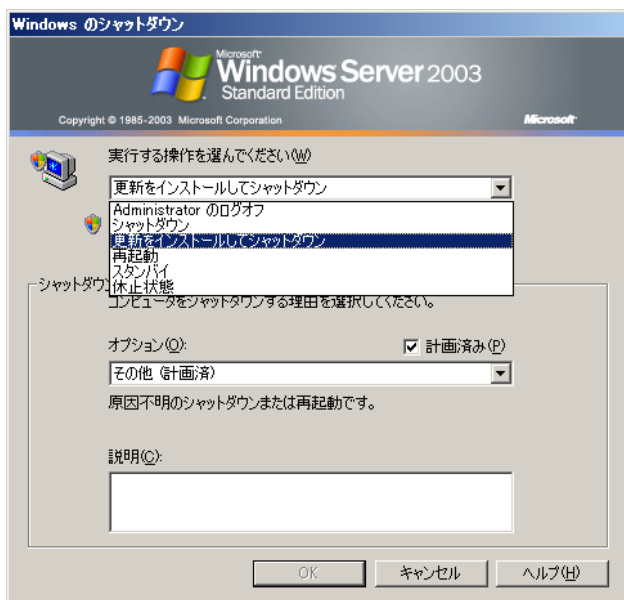 Windows のシャットダウン
Microsoft
Windows Server 2003
Standard Edition
Copyright © 1985-2003 Microsoft Corporation
Microsoft
実行する操作を選んでください(W)
更新をインストールしてシャットダウン
Administrator のログオフ
シャットダウン
更新をインストールしてシャットダウン
再起動
スタンバイ
休止状態
シャットダウ
コンピュータをシャットダウンする理由を選択してください。
オプション(O):
計画済み(P)
その他 (計画済)
原因不明のシャットダウンまたは再起動です。
説明(C):
OK
キャンセル
ヘルプ(H)